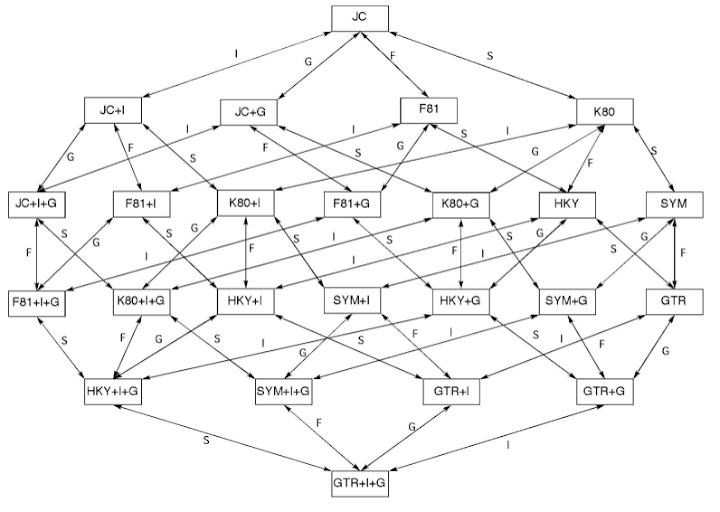 JC
I
G
F
S
JC+I
JC+G
F81
K80
G
F
I
S
F
I
S
G
S
I
G
F
S
JC+I+G
F81+I
K80+I
F81+G
K80+G
HKY
SYM
F
S
G
I
S
G
F
S
I
S
F
I
S
G
S
G
F
F81+I+G
K80+I+G
HKY+I
SYM+I
HKY+G
SYM+G
GTR
S
F
G
S
I
G
S
F
I
S
I
F
G
HKY+I+G
SYM+I+G
GTR+I
GTR+G
S
F
G
I
GTR+I+G